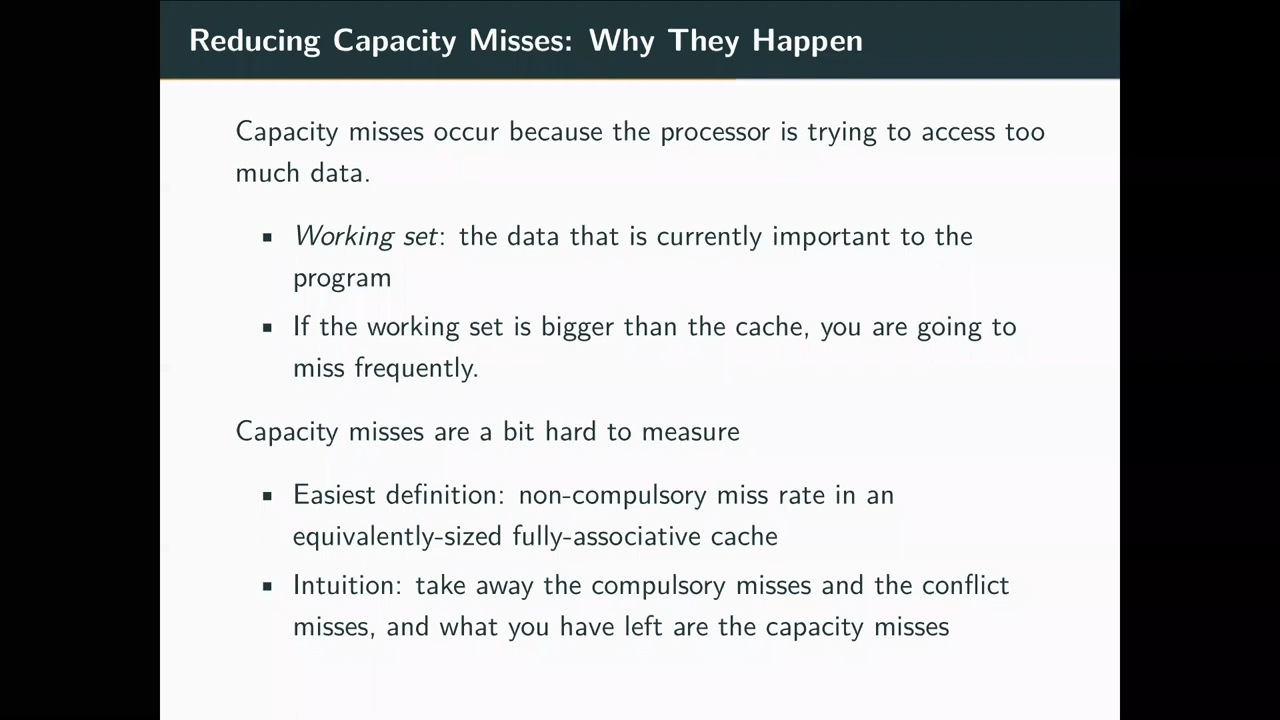 Reducing Capacity Misses: Why They Happen
Capacity misses occur because the processor is trying to access too
much data.
▪ Working set: the data that is currently important to the
program
▪ If the working set is bigger than the cache, you are going to
miss frequently.
Capacity misses are a bit hard to measure
▪ Easiest definition: non-compulsory miss rate in an
equivalently-sized fully-associative cache
▪ Intuition: take away the compulsory misses and the conflict
misses, and what you have left are the capacity misses